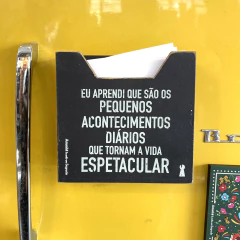 EU APRENDI QUE SÃO OS
PEQUENOS
ACONTECIMENTOS
DIÁRIOS
QUE TORNAM A VIDA
ESPETACULAR